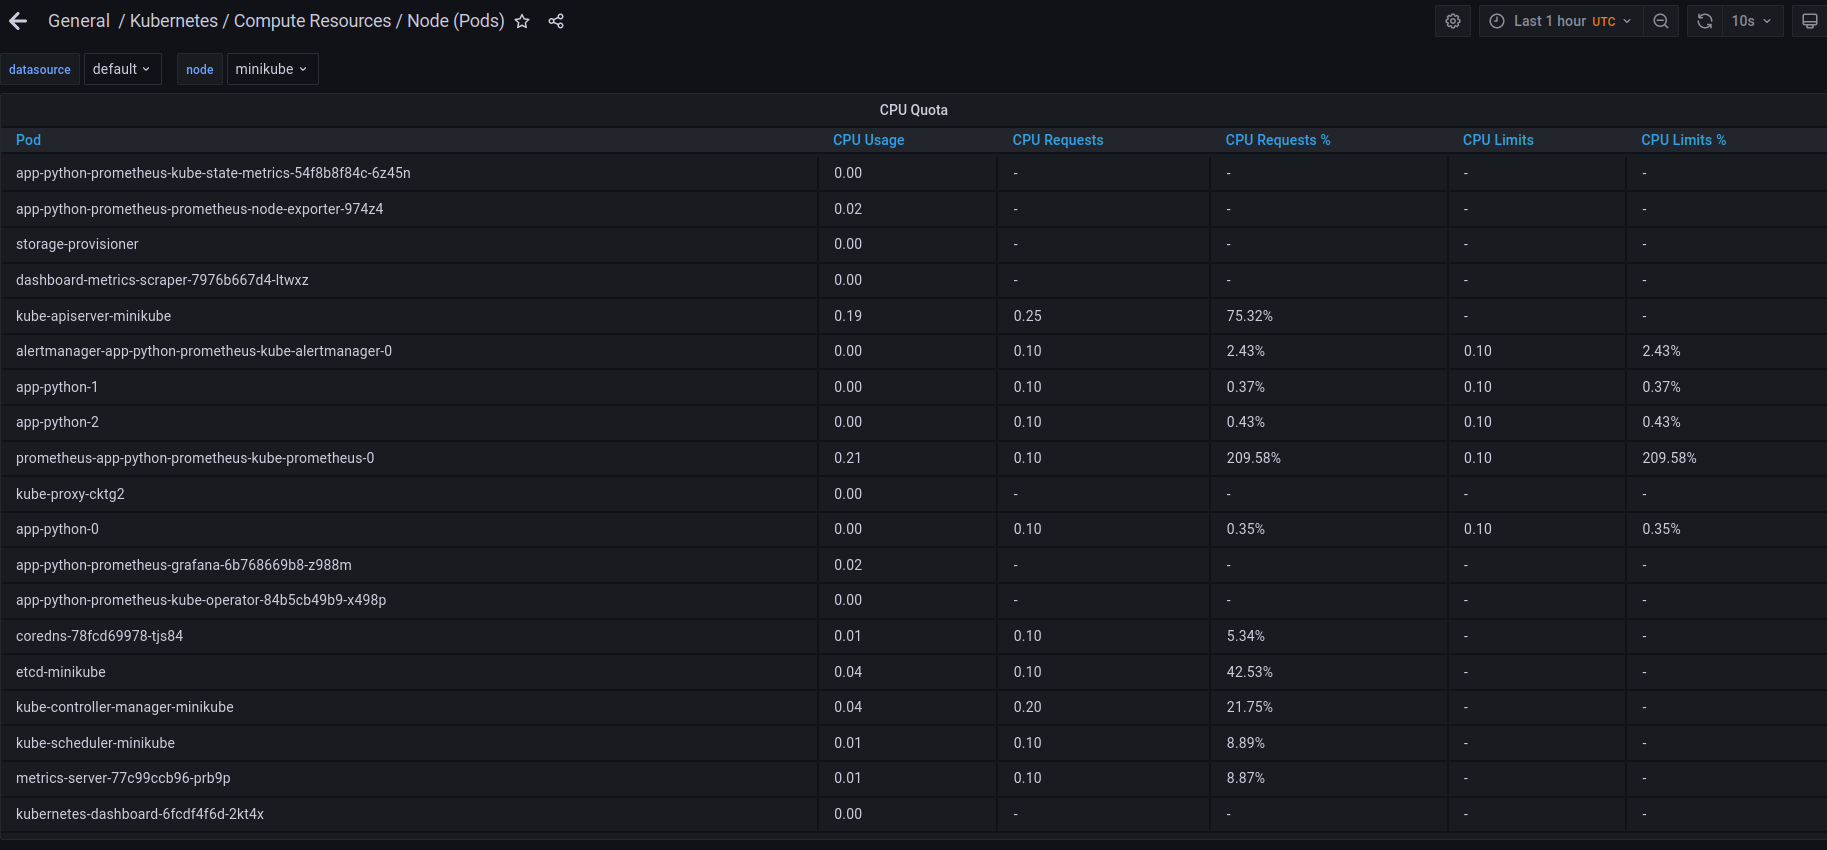 General / Kubernetes / Compute Resources / Node (Pods)
Last 1 hour UTC
10s
datasource default node minikube
CPU Quota
Pod CPU Usage CPU Requests CPU Requests % CPU Limits CPU Limits %
app-python-prometheus-kube-state-metrics-54f8b8f84c-6z45n 0.00 - - - -
app-python-prometheus-prometheus-node-exporter-974z4 0.02 - - - -
storage-provisioner 0.00 - - - -
dashboard-metrics-scraper-7976b667d4-ltwxz 0.00 - - - -
kube-apiserver-minikube 0.19 0.25 75.32% - -
alertmanager-app-python-prometheus-kube-alertmanager-0 0.00 0.10 2.43% 0.10 2.43%
app-python-1 0.00 0.10 0.37% 0.10 0.37%
app-python-2 0.00 0.10 0.43% 0.10 0.43%
prometheus-app-python-prometheus-kube-prometheus-0 0.21 0.10 209.58% 0.10 209.58%
kube-proxy-cktg2 0.00 - - - -
app-python-0 0.00 0.10 0.35% 0.10 0.35%
app-python-prometheus-grafana-6b768669b8-z988m 0.02 - - - -
app-python-prometheus-kube-operator-84b5cb49b9-x498p 0.00 - - - -
coredns-78fcd69978-tjs84 0.01 0.10 5.34% - -
etcd-minikube 0.04 0.10 42.53% - -
kube-controller-manager-minikube 0.04 0.20 21.75% - -
kube-scheduler-minikube 0.01 0.10 8.89% - -
metrics-server-77c99ccb96-prb9p 0.01 0.10 8.87% - -
kubernetes-dashboard-6fcdf4f6d-2kt4x 0.00 - - - -